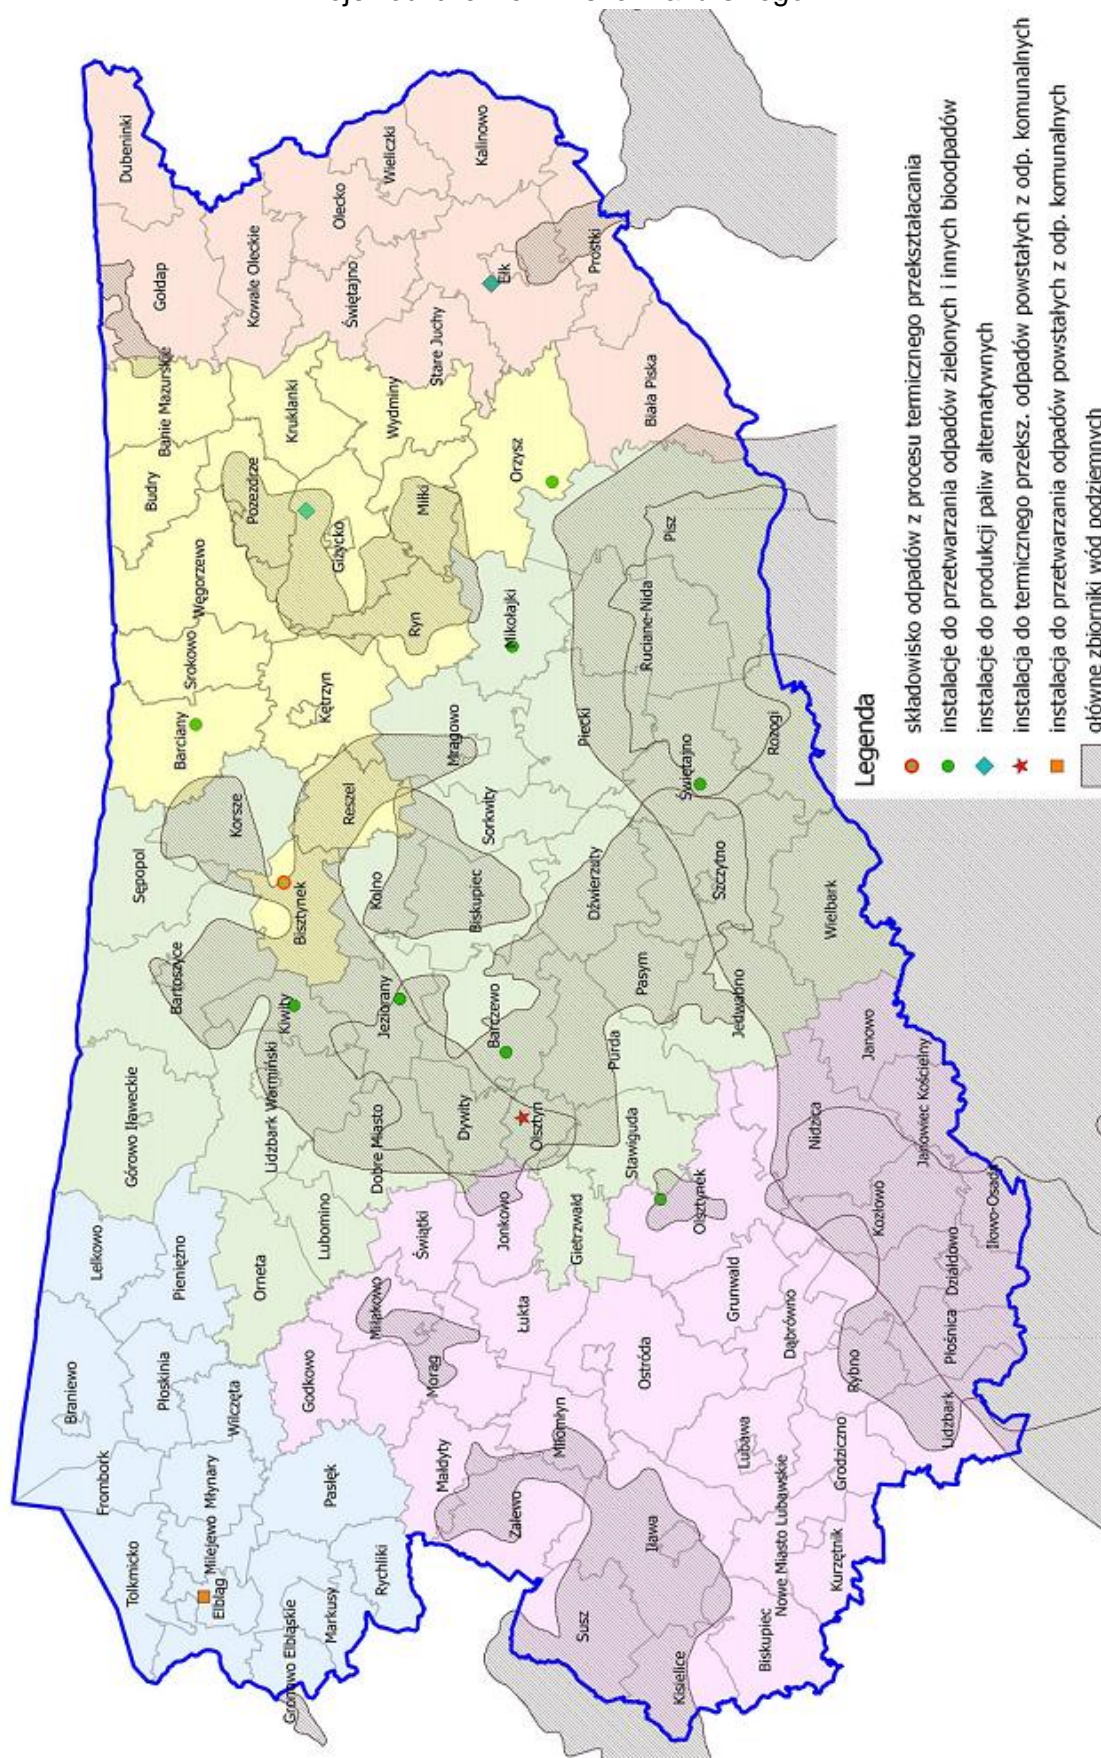 Legenda
składowisko odpadów z procesu termicznego przekształacania
instalacje do przetwarzania odpadów zielonych i innych bioodpadów
instalacje do produkcji paliw alternatywnych
instalacja do termicznego przeksz. odpadów powstałych z odp. komunalnych
instalacja do przetwarzania odpadów powstałych z odp. komunalnych
główne zbiorniki wód podziemnych
Dubeninki
Gołdap
Kowale Oleckie
Olecko
Wieliczki
Kalinowo
Świętajno
Stare Juchy
Ełk
Prostki
Biała Piska
Banie Mazurskie
Budry
Kruklanki
Wydminy
Pozezdrze
Giżycko
Miłki
Orzysz
Węgorzewo
Srokowo
Ryn
Kętrzyn
Barciany
Reszel
Bisztynek
Mikołajki
Ruciane-Nida
Pisz
Piecki
Mrągowo
Świętajno
Rozogi
Korsze
Sępopol
Sorkwity
Kolno
Biskupiec
Dźwierzuty
Szczytno
Wielbark
Bartoszyce
Kiwity
Jeziorany
Barczewo
Pasym
Jedwabno
Purda
Górowo Iławeckie
Lidzbark Warmiński
Dobre Miasto
Dywity
Olsztyn
Stawiguda
Gietrzwałd
Lubomino
Orneta
Lelkowo
Pieniężno
Braniewo
Płoskinia
Wilczęta
Frombork
Młynary
Milejewo
Tolkmicko
Elbląg
Pasłęk
Rychliki
Markusy
Gronowo Elbląskie
Godkowo
Miłakowo
Świątki
Jonkowo
Łukta
Morąg
Małdyty
Miłomłyn
Zalewo
Ostróda
Olsztynek
Grunwald
Dąbrówno
Nidzica
Janowo
Janowiec Kościelny
Kozłowo
Iłowo-Osada
Działdowo
Płośnica
Rybno
Lidzbark
Lubawa
Grodziczno
Nowe Miasto Lubawskie
Kurzętnik
Iława
Susz
Biskupiec
Kisielice